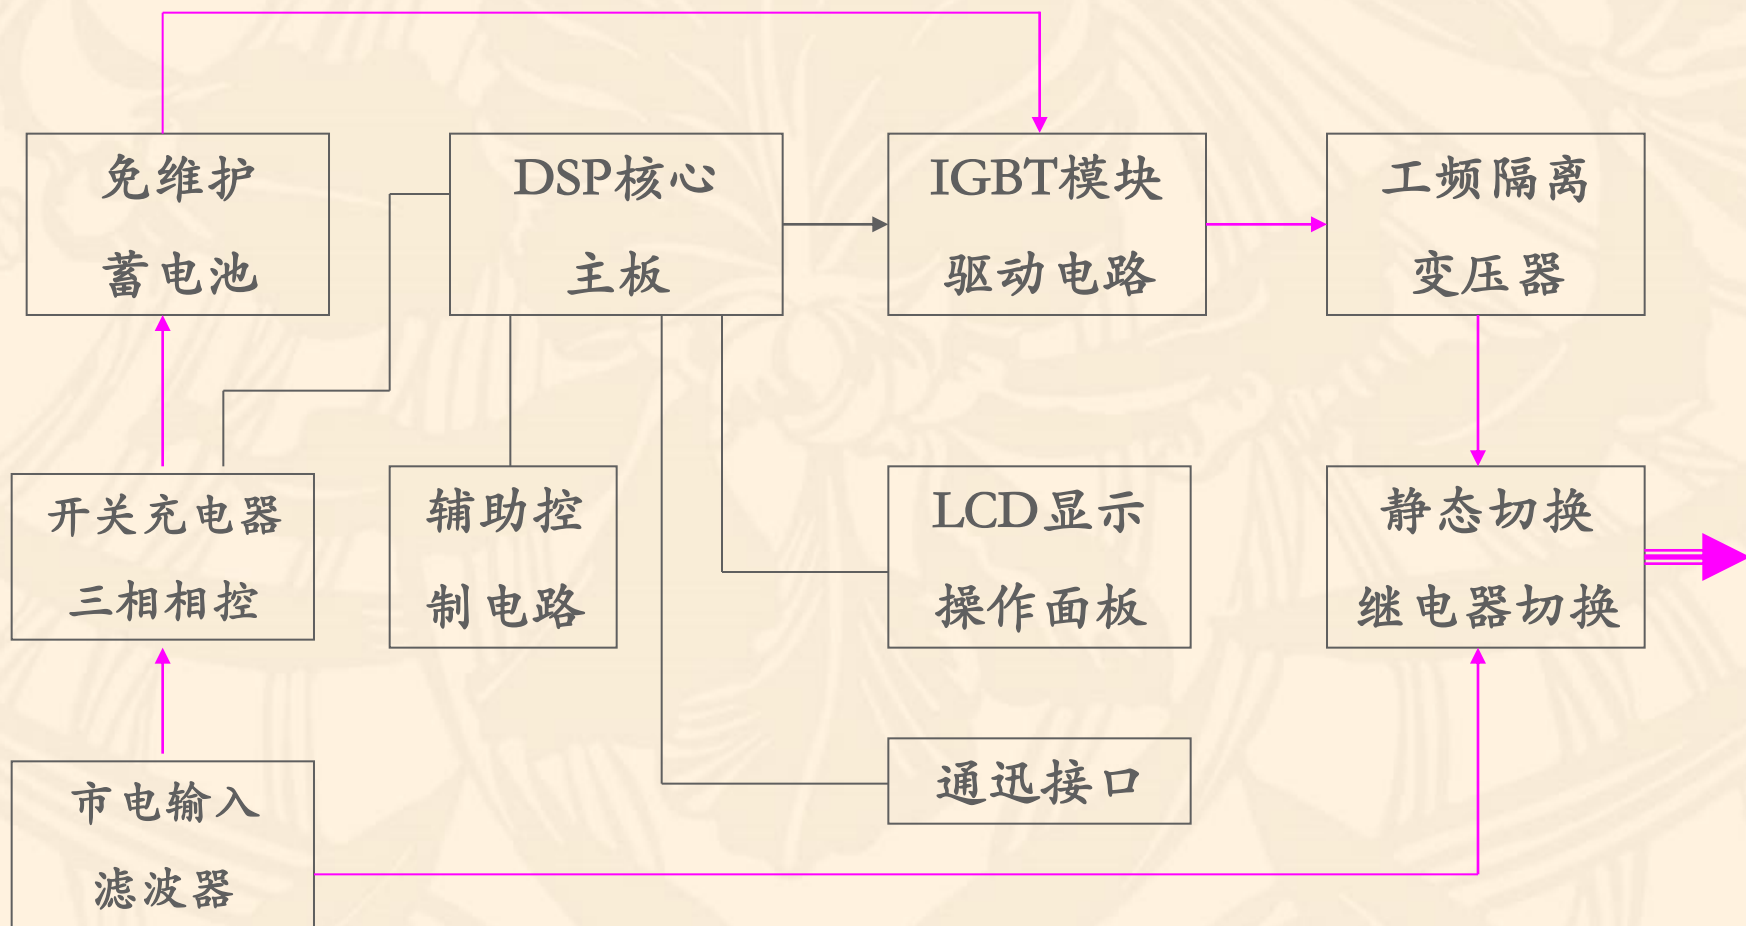 免维护
蓄电池
DSP核心
主板
IGBT模块
驱动电路
工频隔离
变压器
开关充电器
三相相控
辅助控
制电路
LCD显示
操作面板
静态切换
继电器切换
市电输入
滤波器
通迅接口